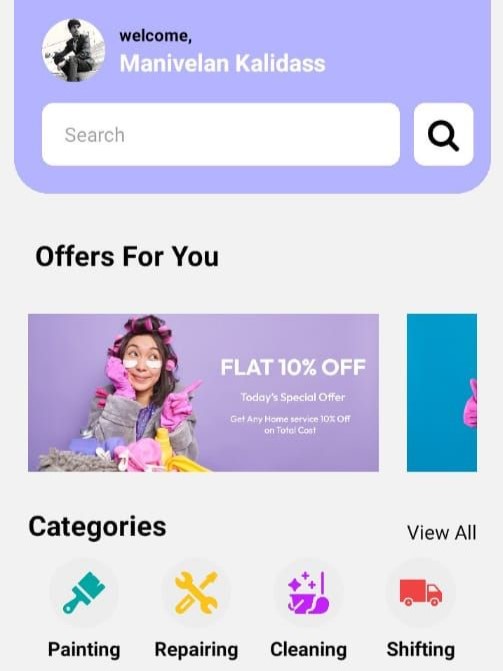 welcome,
Manivelan Kalidass
Search
Offers For You
FLAT 10% OFF
Today's Special Offer
Get Any Home service 10% Off
on Total Cost
Categories
View All
Painting Repairing Cleaning Shifting